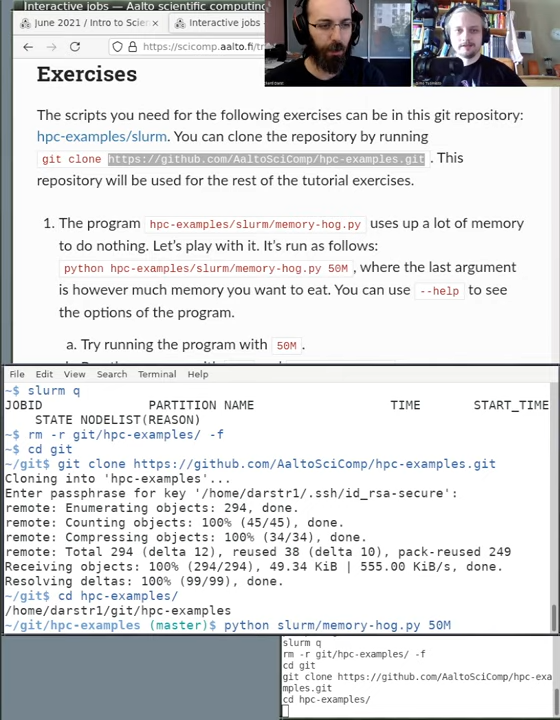 Interactive jobs — Aalto scientific computing
June 2021 / Intro to Scien
Interactive jobs
https://scicomp.aalto.fi/
Exercises
The scripts you need for the following exercises can be in this git repository:
hpc-examples/slurm. You can clone the repository by running
git clone https://github.com/AaltoSciComp/hpc-examples.git . This
repository will be used for the rest of the tutorial exercises.
1. The program hpc-examples/slurm/memory-hog.py uses up a lot of memory
to do nothing. Let's play with it. It's run as follows:
python hpc-examples/slurm/memory-hog.py 50M , where the last argument
is however much memory you want to eat. You can use --help to see
the options of the program.
a. Try running the program with 50M .
File Edit View Search Terminal Help
~$ slurm q
JOBID PARTITION NAME TIME START_TIME
STATE NODELIST(REASON)
~$ rm -r git/hpc-examples/ -f
~$ cd git
~/git$ git clone https://github.com/AaltoSciComp/hpc-examples.git
Cloning into 'hpc-examples'...
Enter passphrase for key '/home/darstr1/.ssh/id_rsa-secure':
remote: Enumerating objects: 294, done.
remote: Counting objects: 100% (45/45), done.
remote: Compressing objects: 100% (34/34), done.
remote: Total 294 (delta 12), reused 38 (delta 10), pack-reused 249
Receiving objects: 100% (294/294), 49.34 KiB | 555.00 KiB/s, done.
Resolving deltas: 100% (99/99), done.
~/git$ cd hpc-examples/
/home/darstr1/git/hpc-examples
~/git/hpc-examples (master)$ python slurm/memory-hog.py 50M
slurm q
rm -r git/hpc-examples/ -f
cd git
git clone https://github.com/AaltoSciComp/hpc-exa
mples.git
cd hpc-examples/